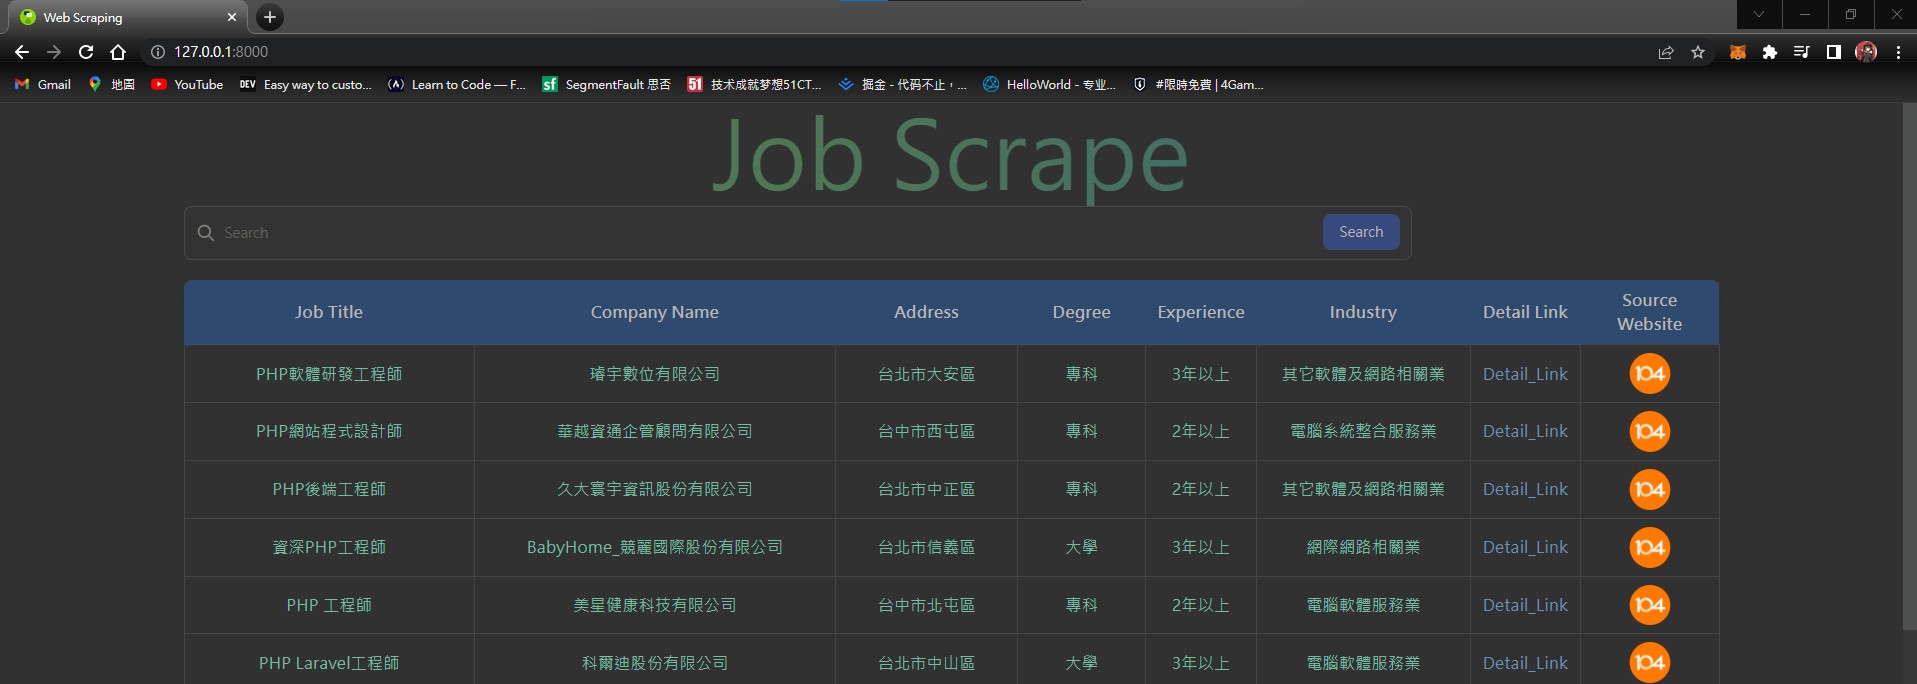 Web Scraping
127.0.0.1:8000
Gmail
地圖
YouTube
DEV Easy way to custo...
Learn to Code — F...
sf SegmentFault 思否
51 技术成就梦想51CT...
掘金 - 代码不止，...
HelloWorld - 专业...
#限時免費 | 4Gam...
Job Scrape
Search
Search
Job Title Company Name Address Degree Experience Industry Detail Link Source Website
PHP軟體研發工程師 璿宇數位有限公司 台北市大安區 專科 3年以上 其它軟體及網路相關業 Detail_Link 104
PHP網站程式設計師 華越資通企管顧問有限公司 台中市西屯區 專科 2年以上 電腦系統整合服務業 Detail_Link 104
PHP後端工程師 久大寰宇資訊股份有限公司 台北市中正區 專科 2年以上 其它軟體及網路相關業 Detail_Link 104
資深PHP工程師 BabyHome_競麗國際股份有限公司 台北市信義區 大學 3年以上 網際網路相關業 Detail_Link 104
PHP 工程師 美星健康科技有限公司 台中市北屯區 專科 2年以上 電腦軟體服務業 Detail_Link 104
PHP Laravel工程師 科爾迪股份有限公司 台北市中山區 大學 3年以上 電腦軟體服務業 Detail_Link 104